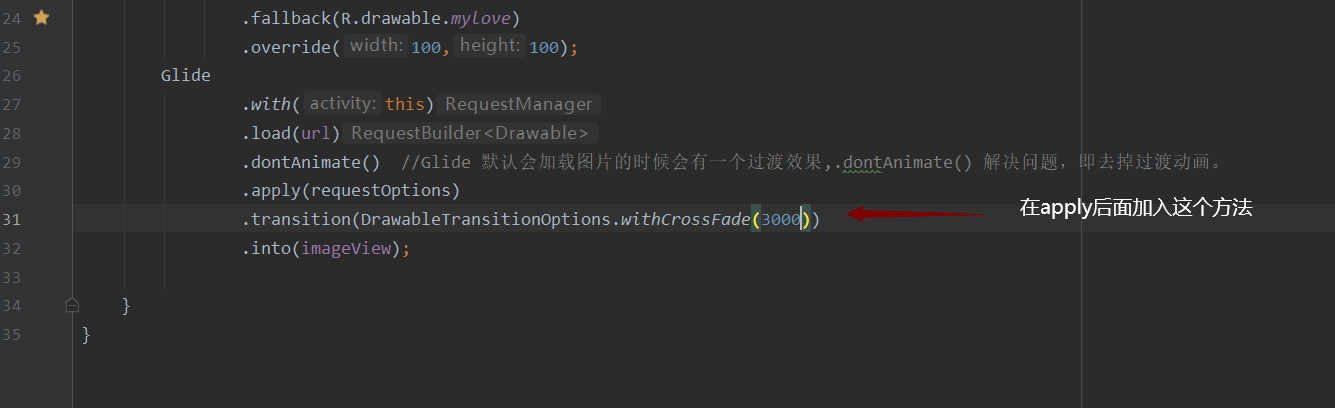 24 .fallback(R.drawable.mylove)
25 .override( width: 100, height: 100);
26 Glide
27 .with( activity: this) RequestManager
28 .load(url) RequestBuilder<Drawable>
29 .dontAnimate() //Glide 默认会加载图片的时候会有一个过渡效果,.dontAnimate() 解决问题，即去掉过渡动画。
30 .apply(requestOptions)
31 .transition(DrawableTransitionOptions.withCrossFade(3000)) 在apply后面加入这个方法
32 .into(imageView);
33
34 }
35 }